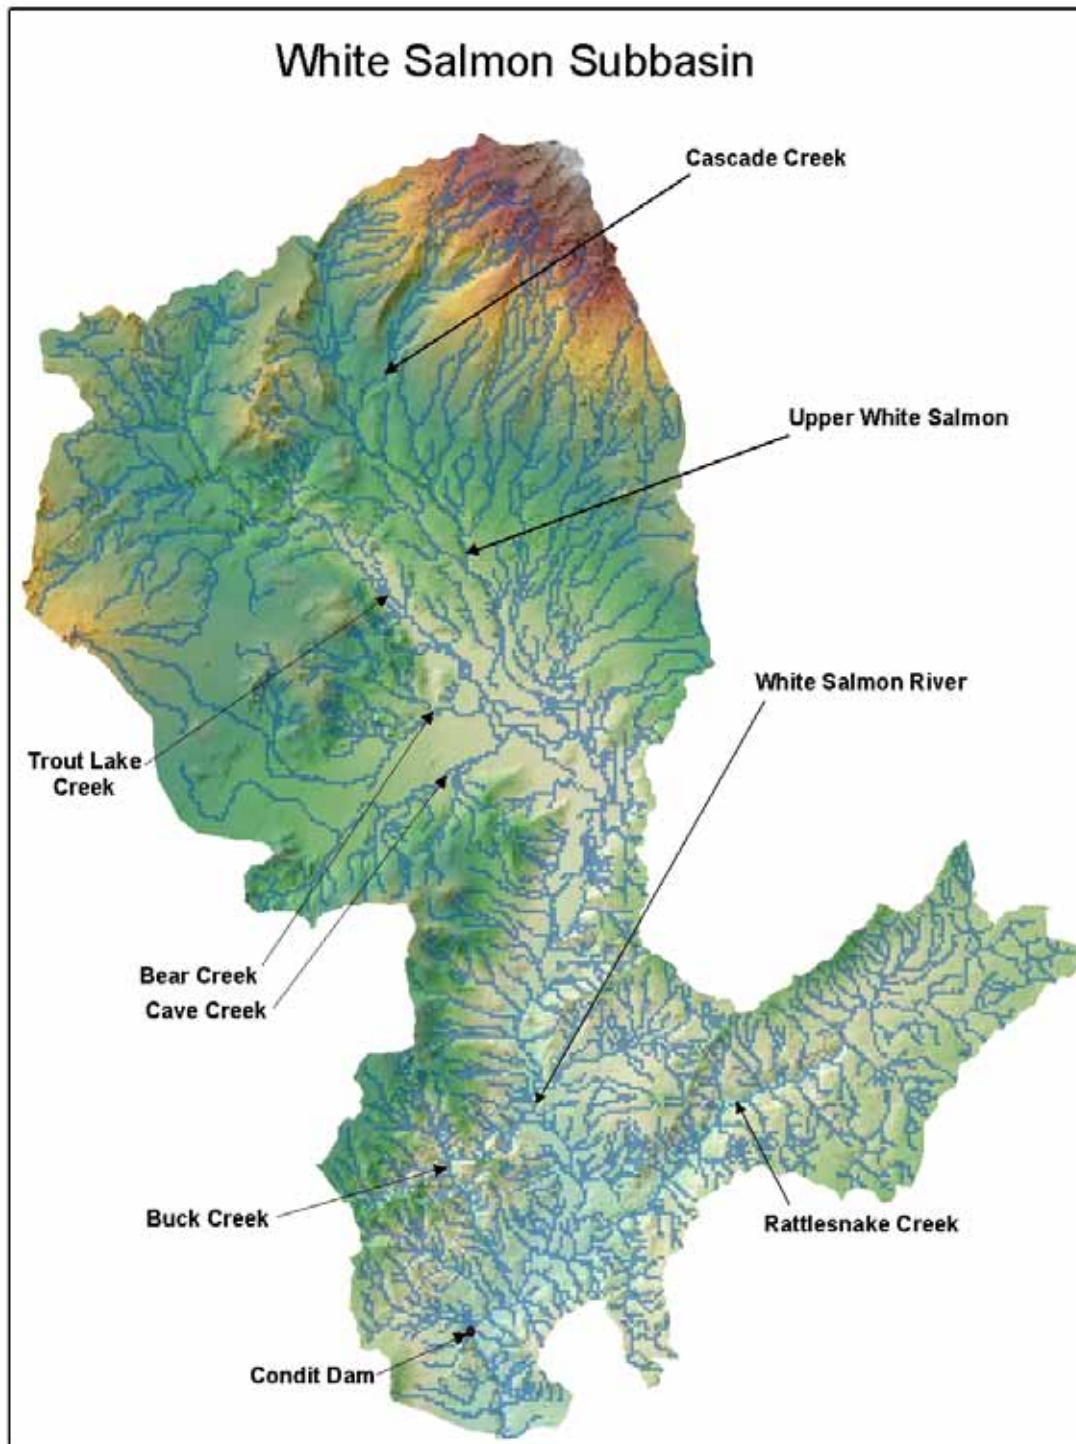 White Salmon Subbasin
Cascade Creek
Upper White Salmon
White Salmon River
Trout Lake
Creek
Bear Creek
Cave Creek
Buck Creek
Rattlesnake Creek
Condit Dam